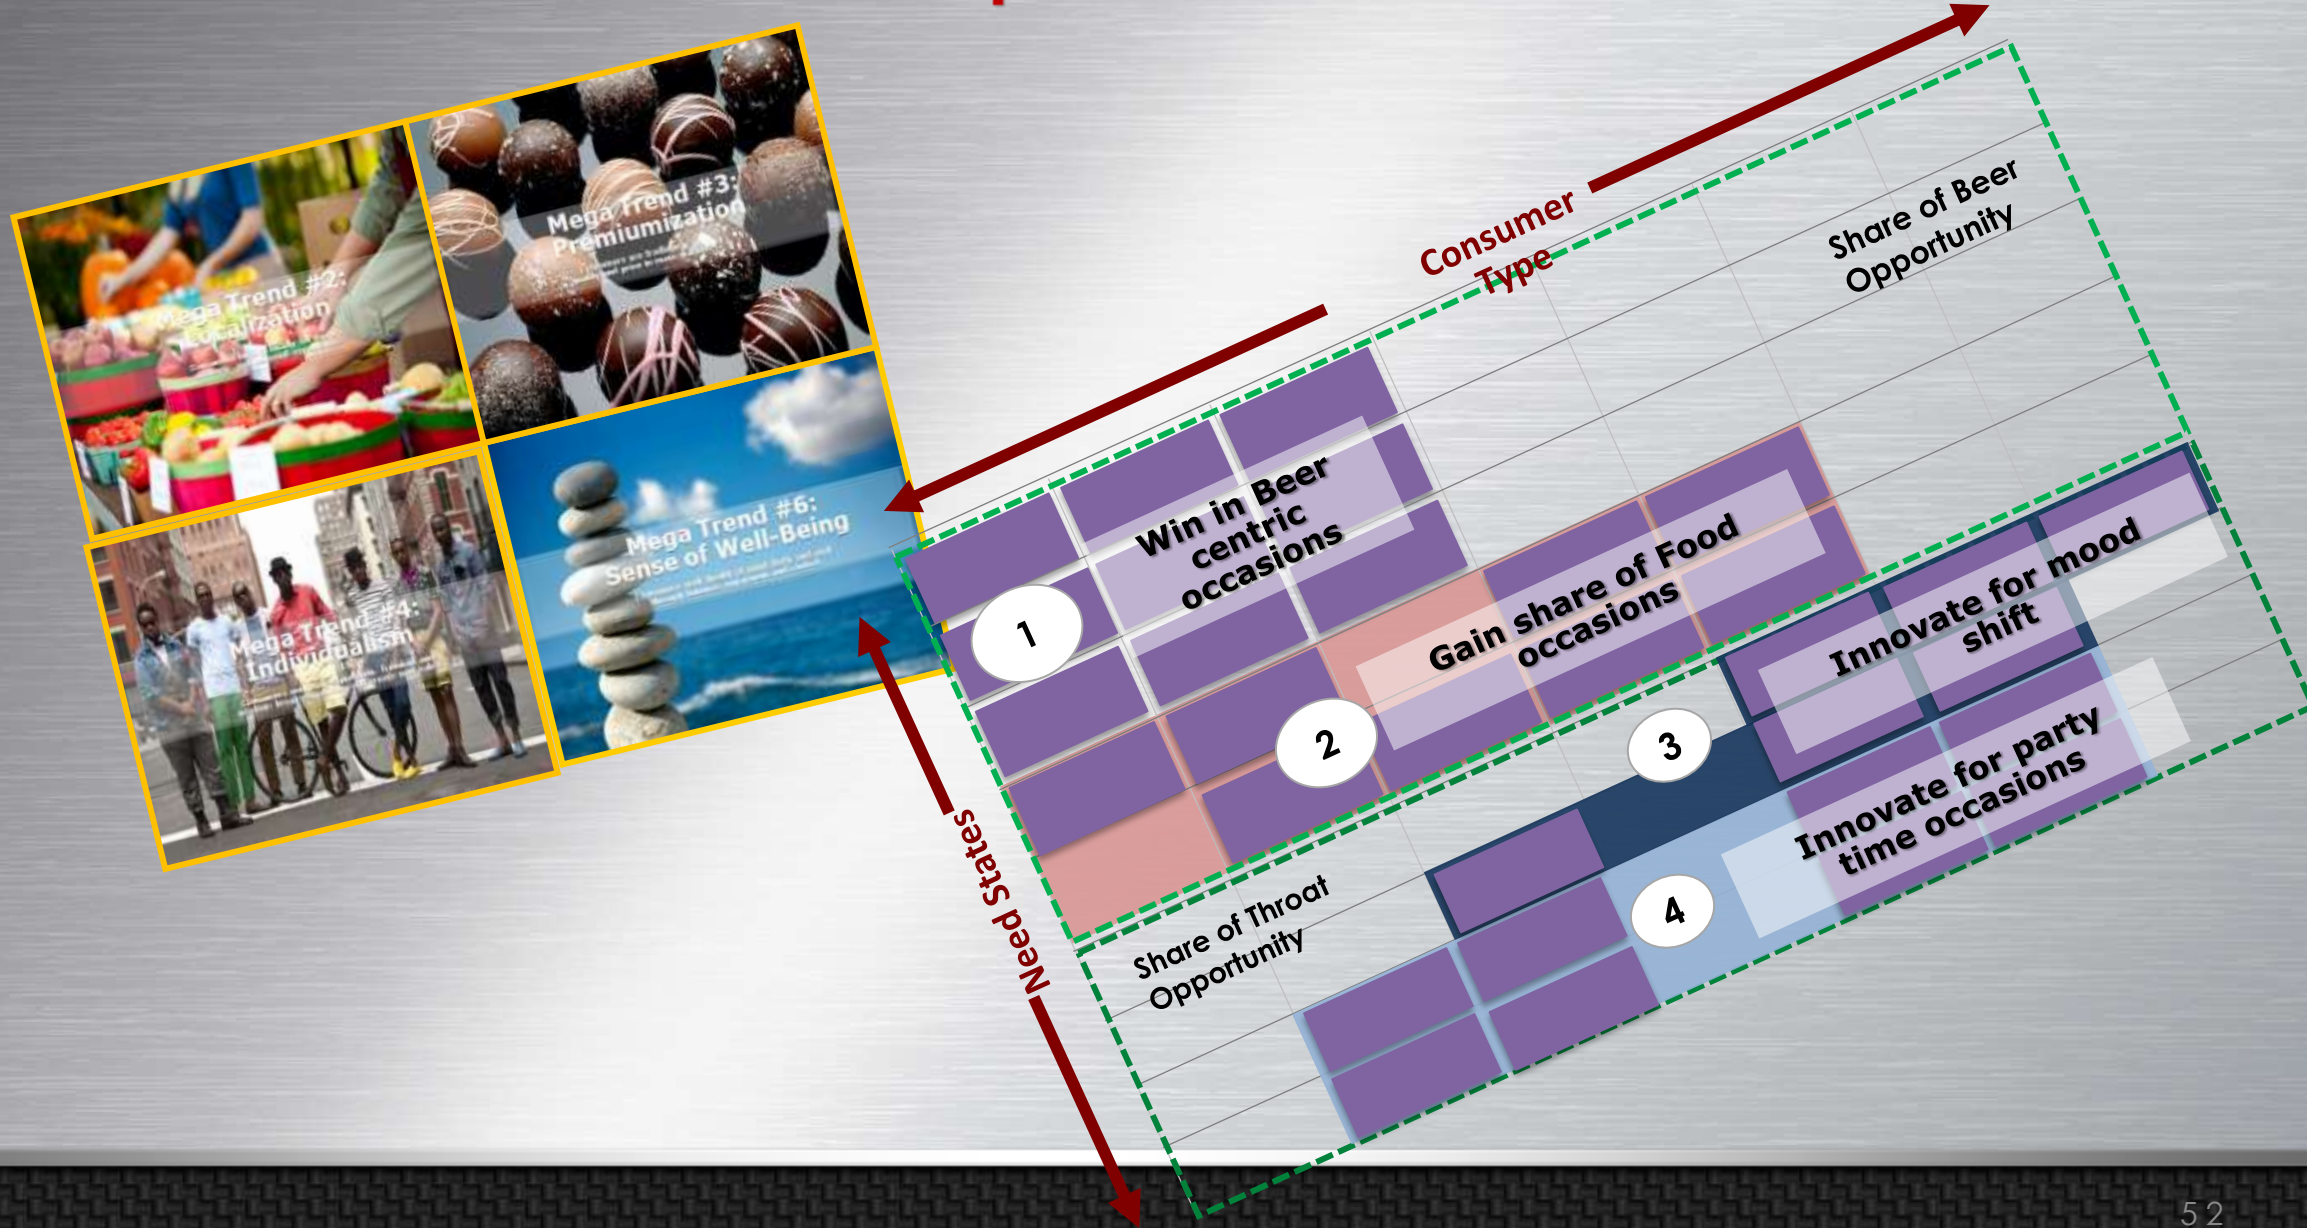 Mega Trend #3:
Premiumization
Mega Trend #2:
Localization
Mega Trend #6:
Sense of Well-Being
Mega Trend #4:
Individualism
Consumer
Type
Share of Beer
Opportunity
Win in Beer
centric
occasions
1
Gain share of Food
occasions
2
Innovate for mood
shift
3
Innovate for party
time occasions
4
Need States
Share of Throat
Opportunity
52